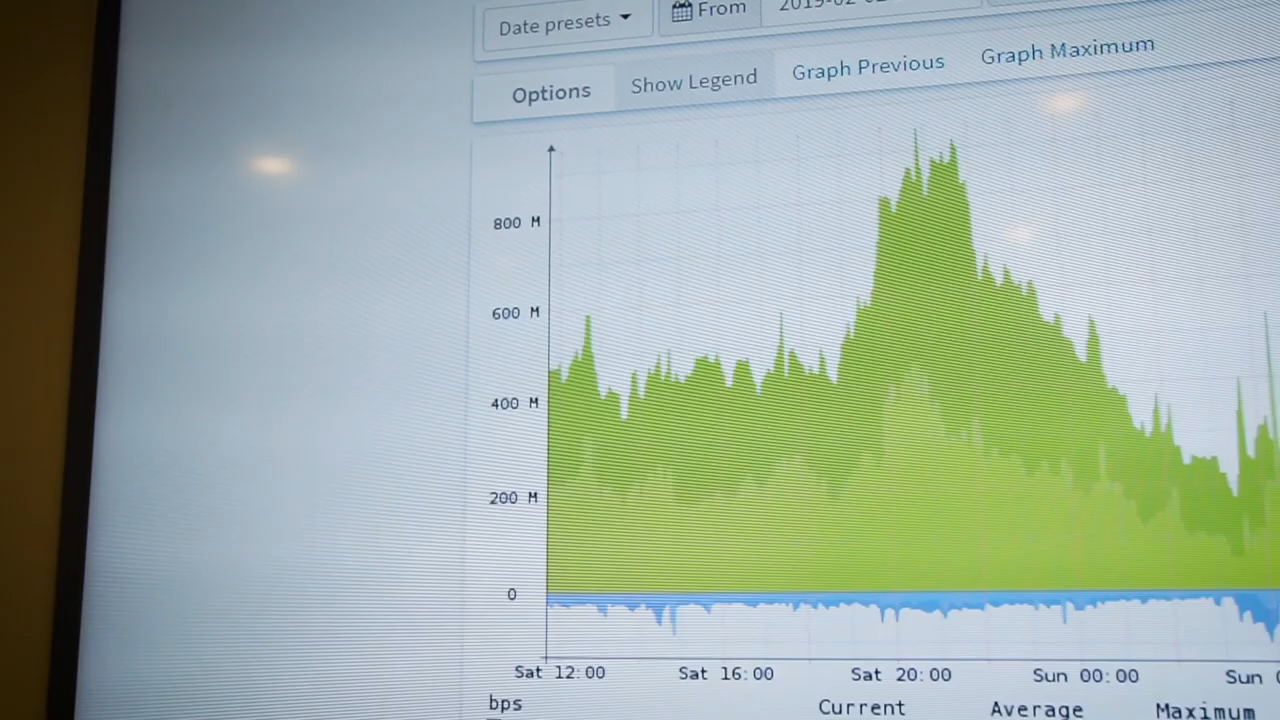 Date presets From
Options Show Legend Graph Previous Graph Maximum
800 M
600 M
400 M
200 M
0
Sat 12:00 Sat 16:00 Sat 20:00 Sun 00:00 Sun
bps Current Average Maximum